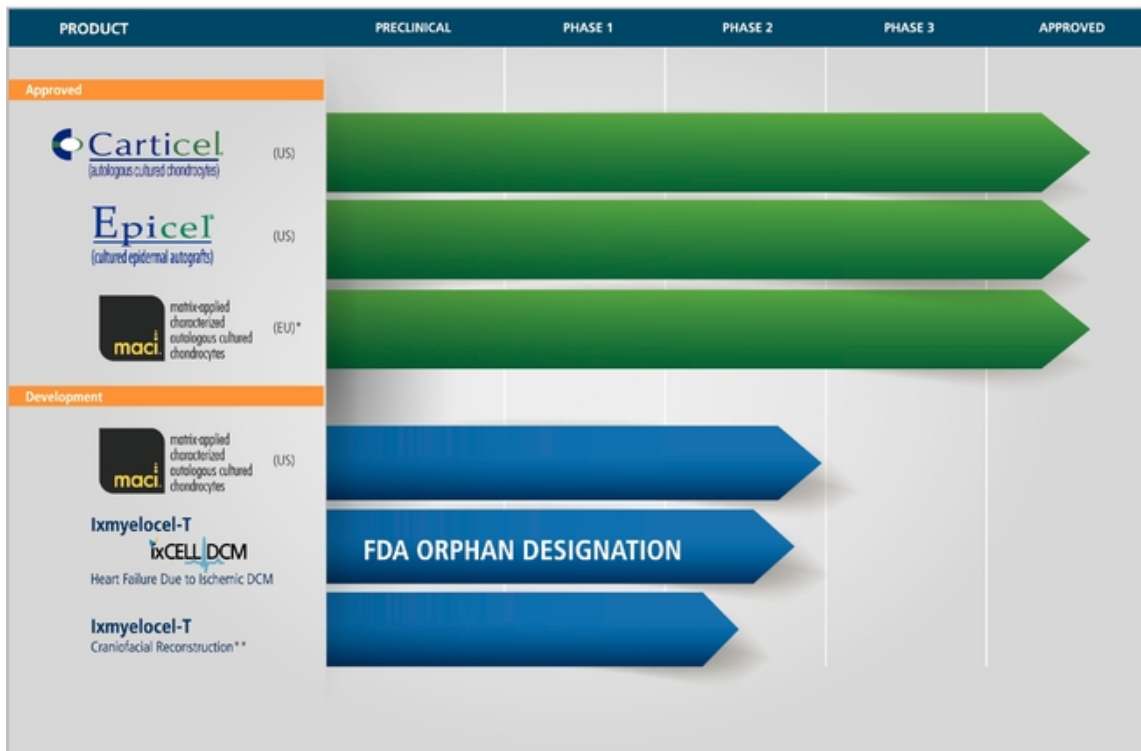 PRODUCT PRECLINICAL PHASE 1 PHASE 2 PHASE 3 APPROVED
Approved
Carticel. (US)
(autologous cultured chondrocytes)
Epicel® (US)
(cultured epidermal autografts)
maci. matrix-applied
characterized
autologous cultured
chondrocytes
(EU)*
Development
maci. matrix-applied
characterized
autologous cultured
chondrocytes
(US)
Ixmyelocel-T
ixCELL DCM
Heart Failure Due to Ischemic DCM
FDA ORPHAN DESIGNATION
Ixmyelocel-T
Craniofacial Reconstruction**